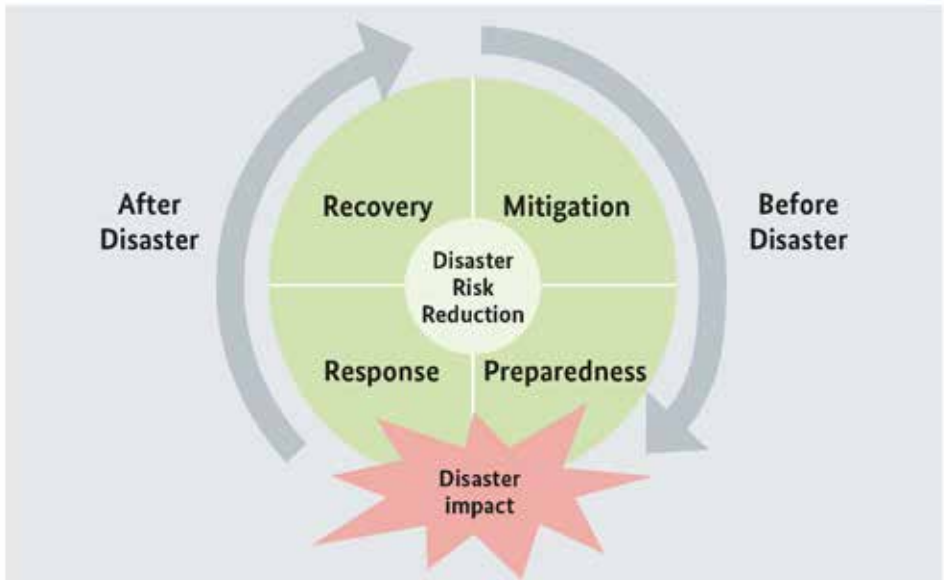 After
Disaster
Recovery
Mitigation
Before
Disaster
Disaster
Risk
Reduction
Response
Preparedness
Disaster
impact